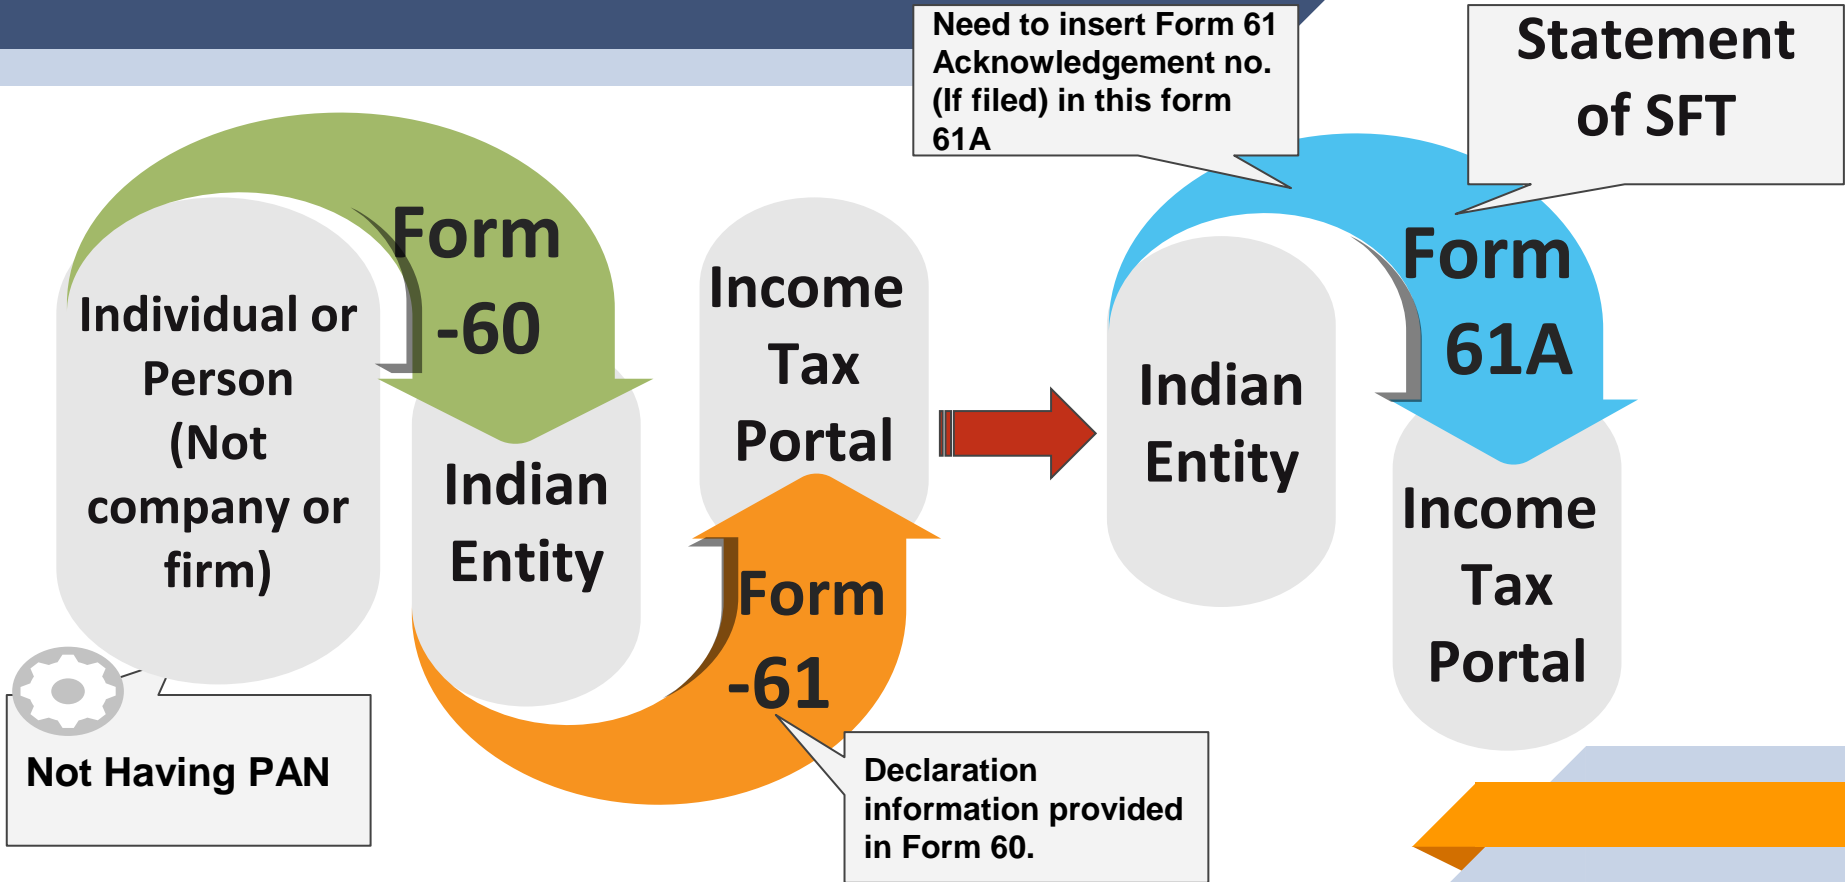 Need to insert Form 61
Acknowledgement no.
(If filed) in this form
61A
Statement
of SFT
Form
-60
Individual or
Person
(Not
company or
firm)
Not Having PAN
Indian
Entity
Income
Tax
Portal
Form
-61
Declaration
information provided
in Form 60.
Indian
Entity
Form
61A
Income
Tax
Portal